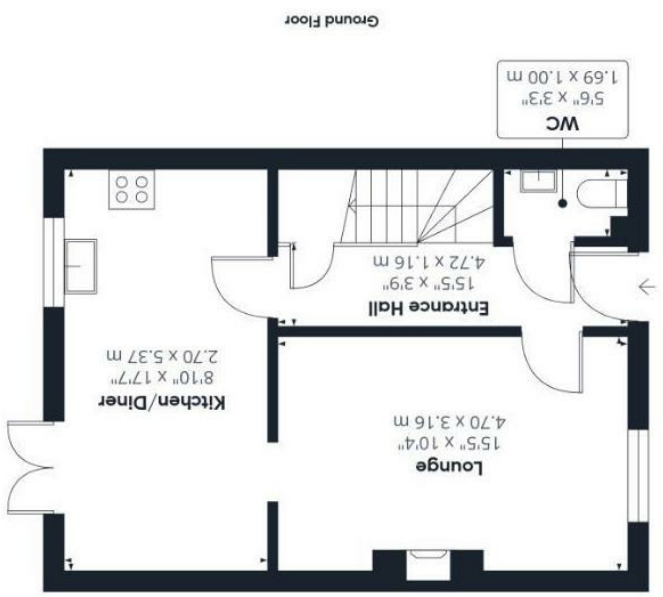 Lounge
15'5" x 10'4"
4.70 x 3.16 m
Kitchen/Diner
8'10" x 17'7"
2.70 x 5.37 m
Entrance Hall
15'5" x 3'9"
4.72 x 1.16 m
WC
5'6" x 3'3"
1.69 x 1.00 m
Ground Floor